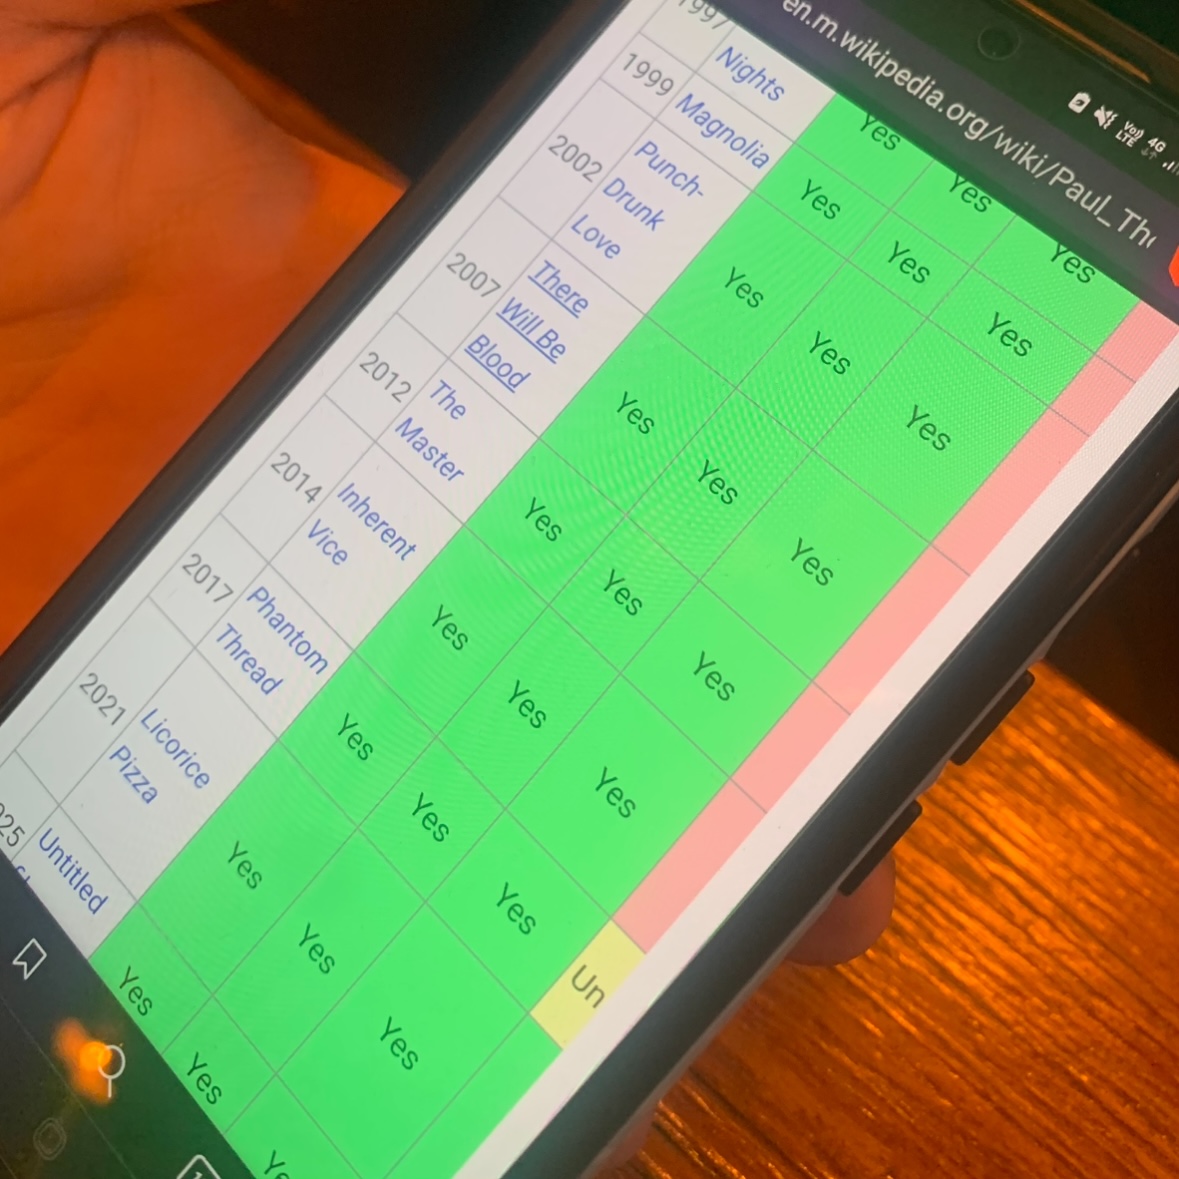 en.m.wikipedia.org/wiki/Paul_Th
Vo))
LTE
4G
1997
Nights
Yes
Yes
Yes
1999
Magnolia
Yes
Yes
Yes
2002
Punch-
Drunk
Love
Yes
Yes
Yes
2007
There
Will Be
Blood
Yes
Yes
Yes
2012
The
Master
Yes
Yes
Yes
2014
Inherent
Vice
Yes
Yes
Yes
2017
Phantom
Thread
Yes
Yes
Yes
Un
2021
Licorice
Pizza
Yes
Yes
Yes
25
Untitled
Yes
Yes
Ye